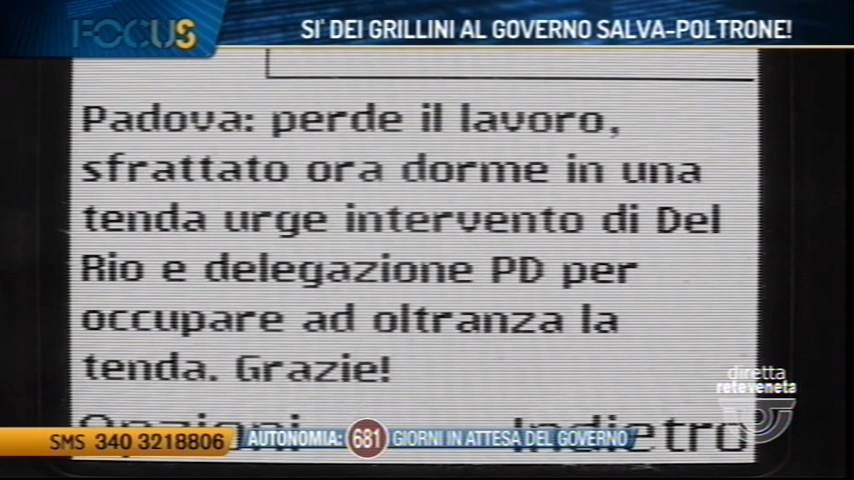 FOCUS
SI' DEI GRILLINI AL GOVERNO SALVA-POLTRONE!
Padova: perde il lavoro,
sfrattato ora dorme in una
tenda urge intervento di Del
Rio e delegazione PD per
occupare ad oltranza la
tenda. Grazie!
Opzioni Indietro
diretta
reteveneta
SMS 340 3218806 AUTONOMIA: 681 GIORNI IN ATTESA DEL GOVERNO